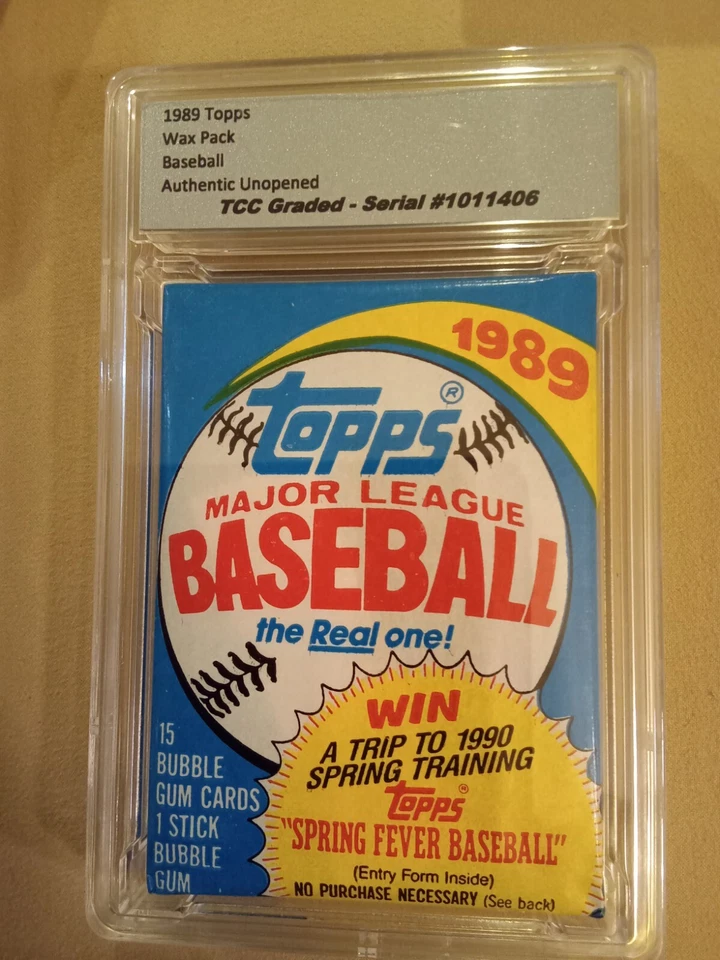 1989 Topps
Wax Pack
Baseball
Authentic Unopened
TCC Graded - Serial #1011406
1989
topps®
MAJOR LEAGUE
BASEBALL
the Real one!
WIN
A TRIP TO 1990
SPRING TRAINING
topps®
"SPRING FEVER BASEBALL"
(Entry Form Inside)
NO PURCHASE NECESSARY (See back)
15
BUBBLE
GUM CARDS
1 STICK
BUBBLE
GUM